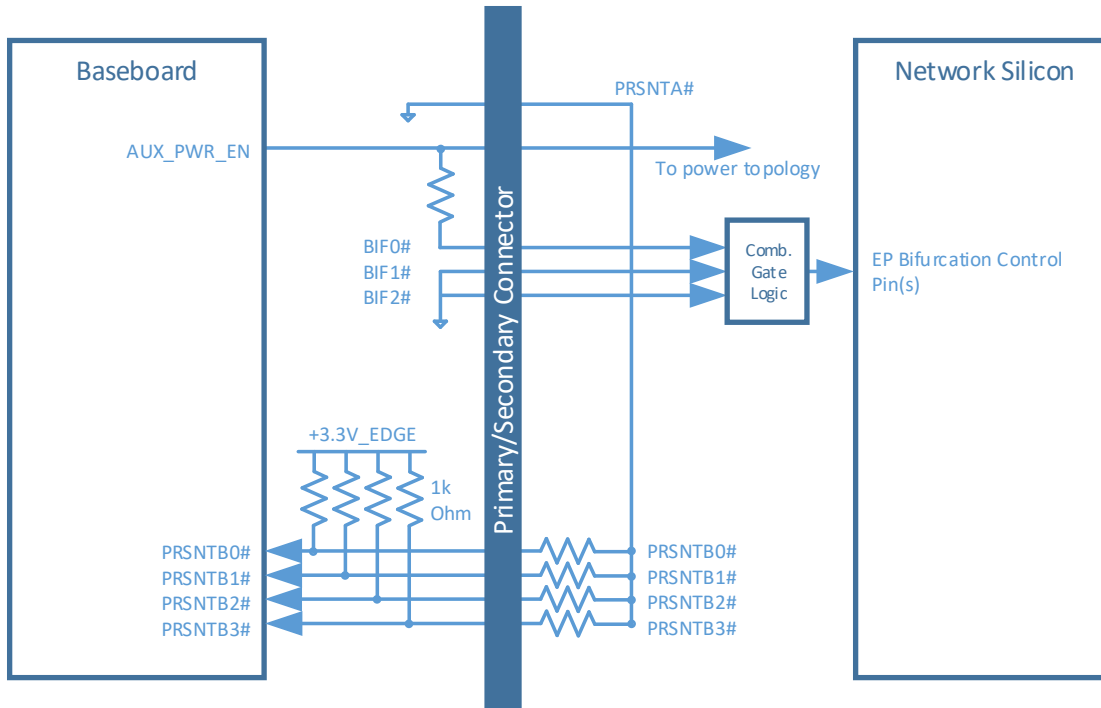 Baseboard
Network Silicon
PRSNTA#
AUX_PWR_EN
To power topology
Primary/Secondary Connector
BIF0#
BIF1#
BIF2#
Comb.
Gate
Logic
EP Bifurcation Control
Pin(s)
+3.3V_EDGE
1k
Ohm
PRSNTB0#
PRSNTB1#
PRSNTB2#
PRSNTB3#
PRSNTB0#
PRSNTB1#
PRSNTB2#
PRSNTB3#